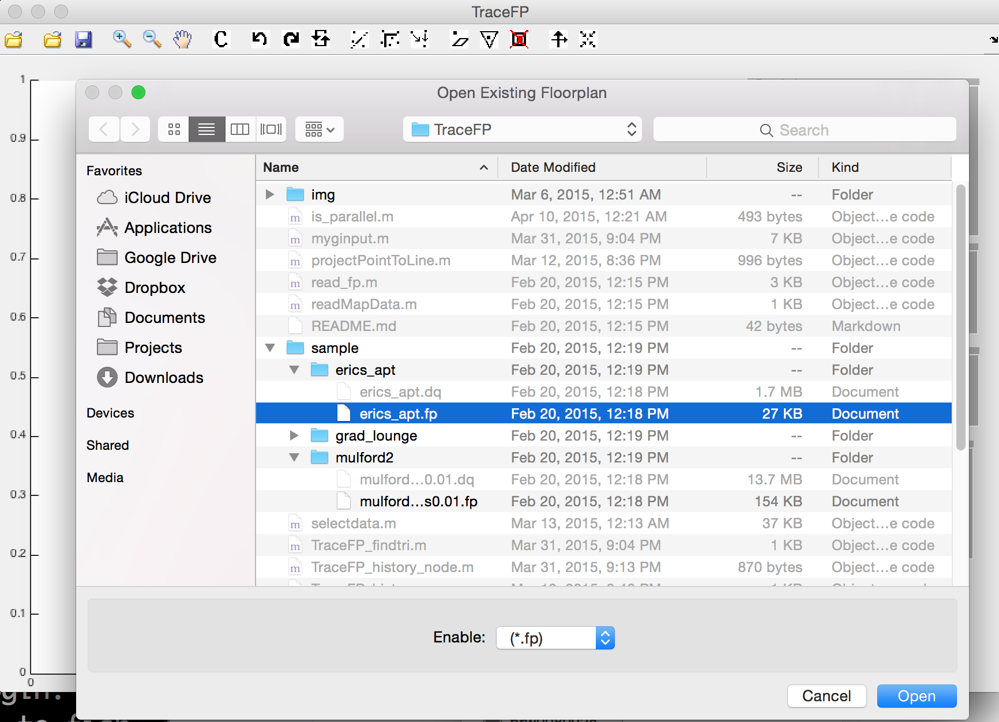 TraceFP
C
1
0.9
0.8
0.7
0.6
0.5
0.4
0.3
0.2
0.1
0
0
Open Existing Floorplan
TraceFP
Search
Favorites
iCloud Drive
Applications
Google Drive
Dropbox
Documents
Projects
Downloads
Devices
Shared
Media
Name Date Modified Size Kind
img Mar 6, 2015, 12:51 AM -- Folder
is_parallel.m Apr 10, 2015, 12:21 AM 493 bytes Object...e code
myginput.m Mar 31, 2015, 9:04 PM 7 KB Object...e code
projectPointToLine.m Mar 12, 2015, 8:36 PM 996 bytes Object...e code
read_fp.m Feb 20, 2015, 12:15 PM 3 KB Object...e code
readMapData.m Feb 20, 2015, 12:15 PM 1 KB Object...e code
README.md Feb 20, 2015, 12:15 PM 42 bytes Markdown
sample Feb 20, 2015, 12:19 PM -- Folder
erics_apt Feb 20, 2015, 12:19 PM -- Folder
erics_apt.dq Feb 20, 2015, 12:18 PM 1.7 MB Document
erics_apt.fp Feb 20, 2015, 12:18 PM 27 KB Document
grad_lounge Feb 20, 2015, 12:19 PM -- Folder
mulford2 Feb 20, 2015, 12:19 PM -- Folder
mulford...0.01.dq Feb 20, 2015, 12:18 PM 13.7 MB Document
mulford...s0.01.fp Feb 20, 2015, 12:18 PM 154 KB Document
selectdata.m Mar 13, 2015, 12:13 AM 37 KB Object...e code
TraceFP_findtri.m Mar 31, 2015, 9:04 PM 1 KB Object...e code
TraceFP_history_node.m Mar 31, 2015, 9:13 PM 870 bytes Object...e code
Enable: (*.fp)
Cancel Open